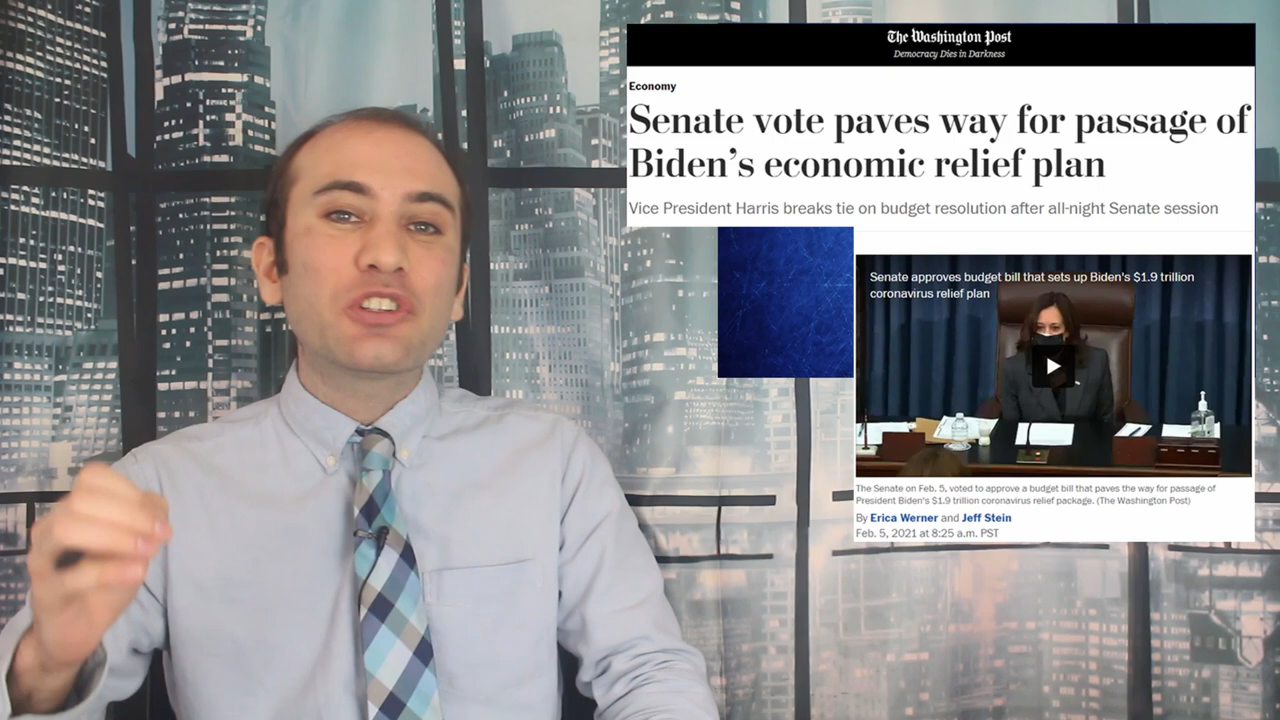 The Washington Post
Democracy Dies in Darkness
Economy
Senate vote paves way for passage of
Biden's economic relief plan
Vice President Harris breaks tie on budget resolution after all-night Senate session
Senate approves budget bill that sets up Biden's $1.9 trillion
coronavirus relief plan
The Senate on Feb. 5, voted to approve a budget bill that paves the way for passage of
President Biden's $1.9 trillion coronavirus relief package. (The Washington Post)
By Erica Werner and Jeff Stein
Feb. 5, 2021 at 8:25 a.m. PST